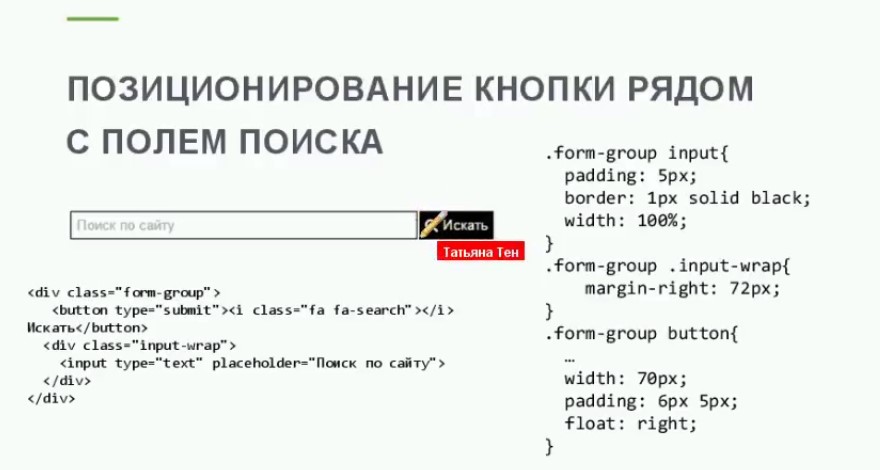 ПОЗИЦИОНИРОВАНИЕ КНОПКИ РЯДОМ
С ПОЛЕМ ПОИСКА
Поиск по сайту
Искать
Татьяна Тен
<div class="form-group">
<button type="submit"><i class="fa fa-search"></i>
Искать</button>
<div class="input-wrap">
<input type="text" placeholder="Поиск по сайту">
</div>
</div>
.form-group input{
padding: 5px;
border: 1px solid black;
width: 100%;
}
.form-group .input-wrap{
margin-right: 72px;
}
.form-group button{
…
width: 70px;
padding: 6px 5px;
float: right;
}